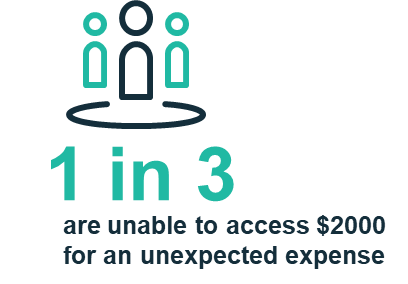 1 in 3
are unable to access $2000
for an unexpected expense